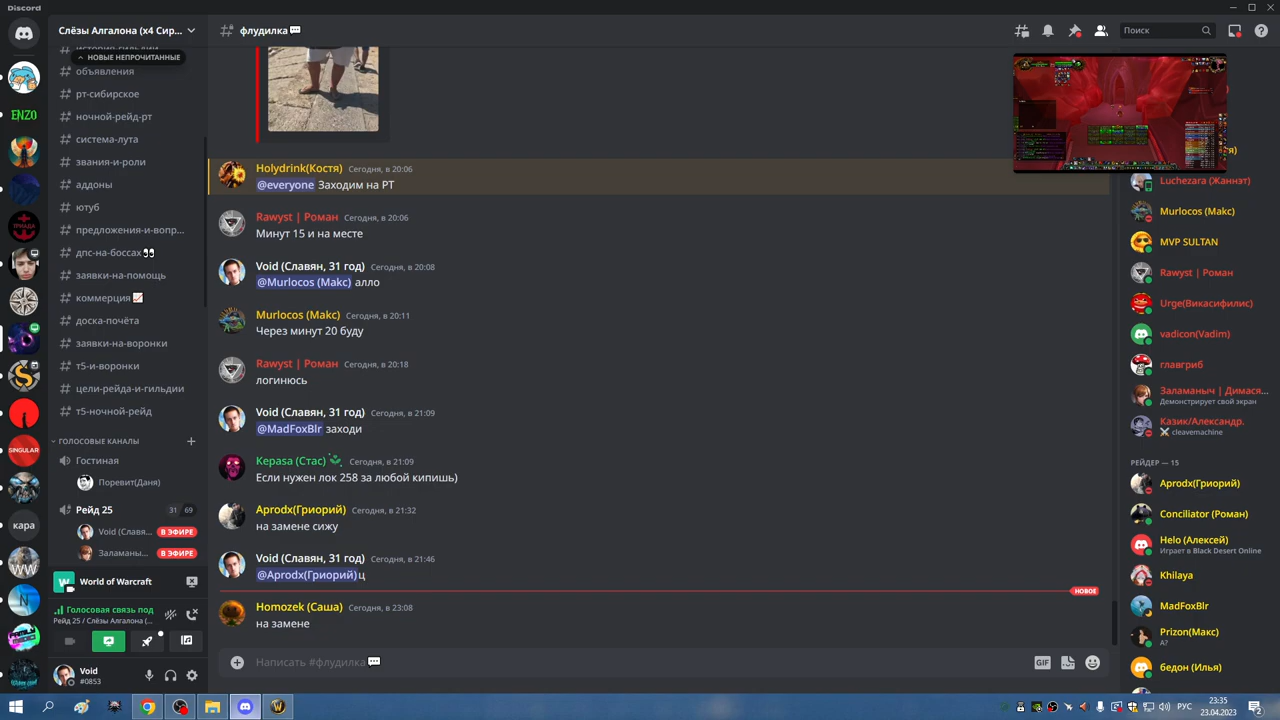 Discord
Слёзы Алгалона (x4 Сир...
флудилка
Поиск
НОВЫЕ НЕПРОЧИТАННЫЕ
история-гильдии
объявления
рт-сибирское
ночной-рейд-рт
система-лута
звания-и-роли
аддоны
ютуб
предложения-и-вопр...
дпс-на-боссах
заявки-на-помощь
коммерция
доска-почёта
заявки-на-воронки
т5-и-воронки
цели-рейда-и-гильдии
т5-ночной-рейд
ГОЛОСОВЫЕ КАНАЛЫ
Гостиная
Поревит(Даня)
Рейд 25 31 69
Void (Славя... В ЭФИРЕ
Заламаны... В ЭФИРЕ
World of Warcraft
Голосовая связь под
Рейд 25 / Слёзы Алгалона (...
Void
#0853
ENZO
ТРИАДА
SINGULAR
кара
WW
Holydrink(Костя) Сегодня, в 20:06
@everyone Заходим на РТ
Rawyst | Роман Сегодня, в 20:06
Минут 15 и на месте
Void (Славян, 31 год) Сегодня, в 20:08
@Murlocos (Макс) алло
Murlocos (Макс) Сегодня, в 20:11
Через минут 20 буду
Rawyst | Роман Сегодня, в 20:18
логинюсь
Void (Славян, 31 год) Сегодня, в 21:09
@MadFoxBlr заходи
Kepasa (Стас) Сегодня, в 21:09
Если нужен лок 258 за любой кипишь)
Aprodx(Гриорий) Сегодня, в 21:32
на замене сижу
Void (Славян, 31 год) Сегодня, в 21:46
@Aprodx(Гриорий) ц
НОВОЕ
Homozek (Саша) Сегодня, в 23:08
на замене
Написать #флудилка
GIF
Luchezara (Жаннэт)
Murlocos (Макс)
MVP SULTAN
Rawyst | Роман
Urge(Викасифилис)
vadicon(Vadim)
главгриб
Заламаныч | Димася...
Демонстрирует свой экран
Казик/Александр.
cleavemachine
РЕЙДЕР — 15
Aprodx(Гриорий)
Conciliator (Роман)
Helo (Алексей)
Играет в Black Desert Online
Khilaya
MadFoxBlr
Prizon(Макс)
А?
бедон (Илья)
РУС
23:35
23.04.2023
2